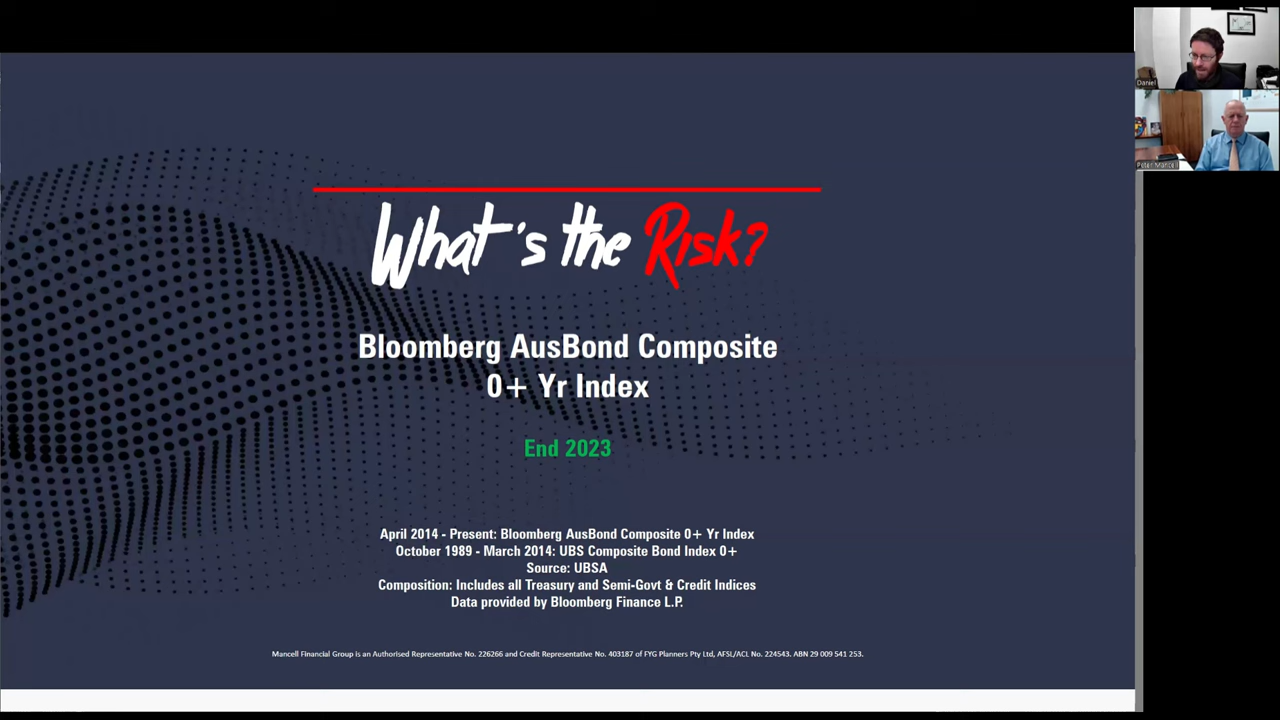 Daniel
Peter Mancell
What's the Risk?
Bloomberg AusBond Composite
0+ Yr Index
End 2023
April 2014 - Present: Bloomberg AusBond Composite 0+ Yr Index
October 1989 - March 2014: UBS Composite Bond Index 0+
Source: UBSA
Composition: Includes all Treasury and Semi-Govt & Credit Indices
Data provided by Bloomberg Finance L.P.
Mancell Financial Group is an Authorised Representative No. 226266 and Credit Representative No. 403187 of FYG Planners Pty Ltd, AFSL/ACL No. 224543. ABN 29 009 541 253.